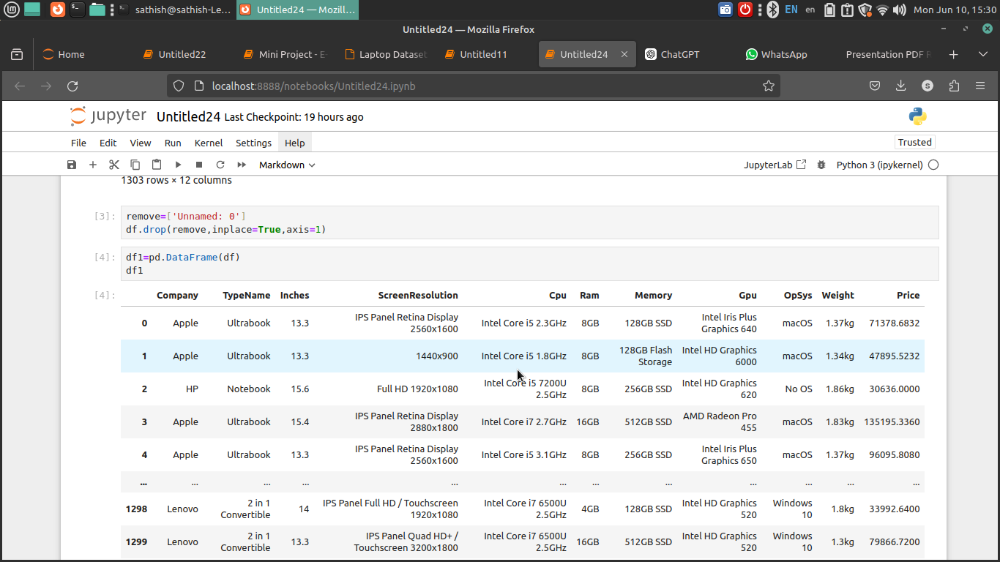 sathish@sathish-Le...
Untitled24 — Mozill...
EN
en
Mon Jun 10, 15:30
Untitled24 — Mozilla Firefox
Home
Untitled22
Mini Project - E
Laptop Dataset
Untitled11
Untitled24
ChatGPT
WhatsApp
Presentation PDF R
localhost:8888/notebooks/Untitled24.ipynb
S
jupyter Untitled24 Last Checkpoint: 19 hours ago
File Edit View Run Kernel Settings Help
Trusted
Markdown
JupyterLab
Python 3 (ipykernel)
1303 rows × 12 columns
[3]:
remove=['Unnamed: 0']
df.drop(remove,inplace=True,axis=1)
[4]:
df1=pd.DataFrame(df)
df1
[4]:
Company TypeName Inches ScreenResolution Cpu Ram Memory Gpu OpSys Weight Price
0 Apple Ultrabook 13.3 IPS Panel Retina Display 2560x1600 Intel Core i5 2.3GHz 8GB 128GB SSD Intel Iris Plus Graphics 640 macOS 1.37kg 71378.6832
1 Apple Ultrabook 13.3 1440x900 Intel Core i5 1.8GHz 8GB 128GB Flash Storage Intel HD Graphics 6000 macOS 1.34kg 47895.5232
2 HP Notebook 15.6 Full HD 1920x1080 Intel Core i5 7200U 2.5GHz 8GB 256GB SSD Intel HD Graphics 620 No OS 1.86kg 30636.0000
3 Apple Ultrabook 15.4 IPS Panel Retina Display 2880x1800 Intel Core i7 2.7GHz 16GB 512GB SSD AMD Radeon Pro 455 macOS 1.83kg 135195.3360
4 Apple Ultrabook 13.3 IPS Panel Retina Display 2560x1600 Intel Core i5 3.1GHz 8GB 256GB SSD Intel Iris Plus Graphics 650 macOS 1.37kg 96095.8080
... ... ... ... ... ... ... ... ... ... ... ...
1298 Lenovo 2 in 1 Convertible 14 IPS Panel Full HD / Touchscreen 1920x1080 Intel Core i7 6500U 2.5GHz 4GB 128GB SSD Intel HD Graphics 520 Windows 10 1.8kg 33992.6400
1299 Lenovo 2 in 1 Convertible 13.3 IPS Panel Quad HD+ / Touchscreen 3200x1800 Intel Core i7 6500U 2.5GHz 16GB 512GB SSD Intel HD Graphics 520 Windows 10 1.3kg 79866.7200